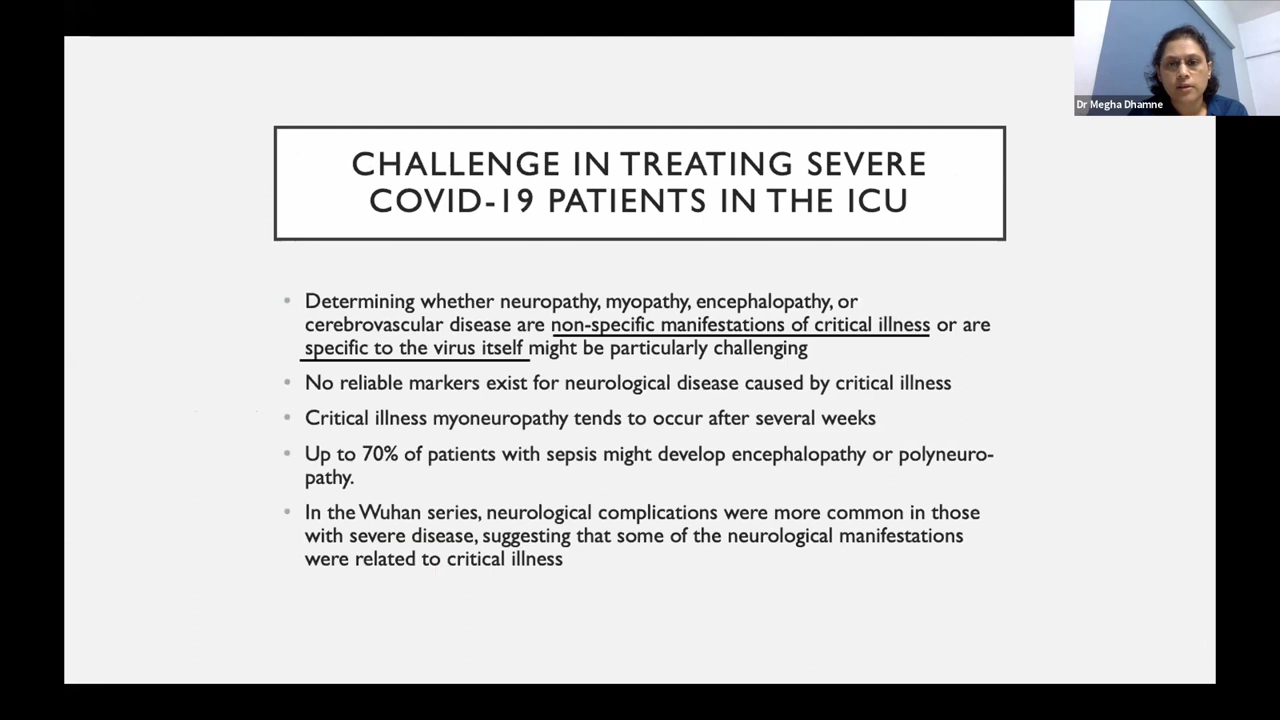 Dr Megha Dhamne
CHALLENGE IN TREATING SEVERE
COVID-19 PATIENTS IN THE ICU
• Determining whether neuropathy, myopathy, encephalopathy, or
cerebrovascular disease are non-specific manifestations of critical illness or are
specific to the virus itself might be particularly challenging
• No reliable markers exist for neurological disease caused by critical illness
• Critical illness myoneuropathy tends to occur after several weeks
• Up to 70% of patients with sepsis might develop encephalopathy or polyneuro-
pathy.
• In the Wuhan series, neurological complications were more common in those
with severe disease, suggesting that some of the neurological manifestations
were related to critical illness